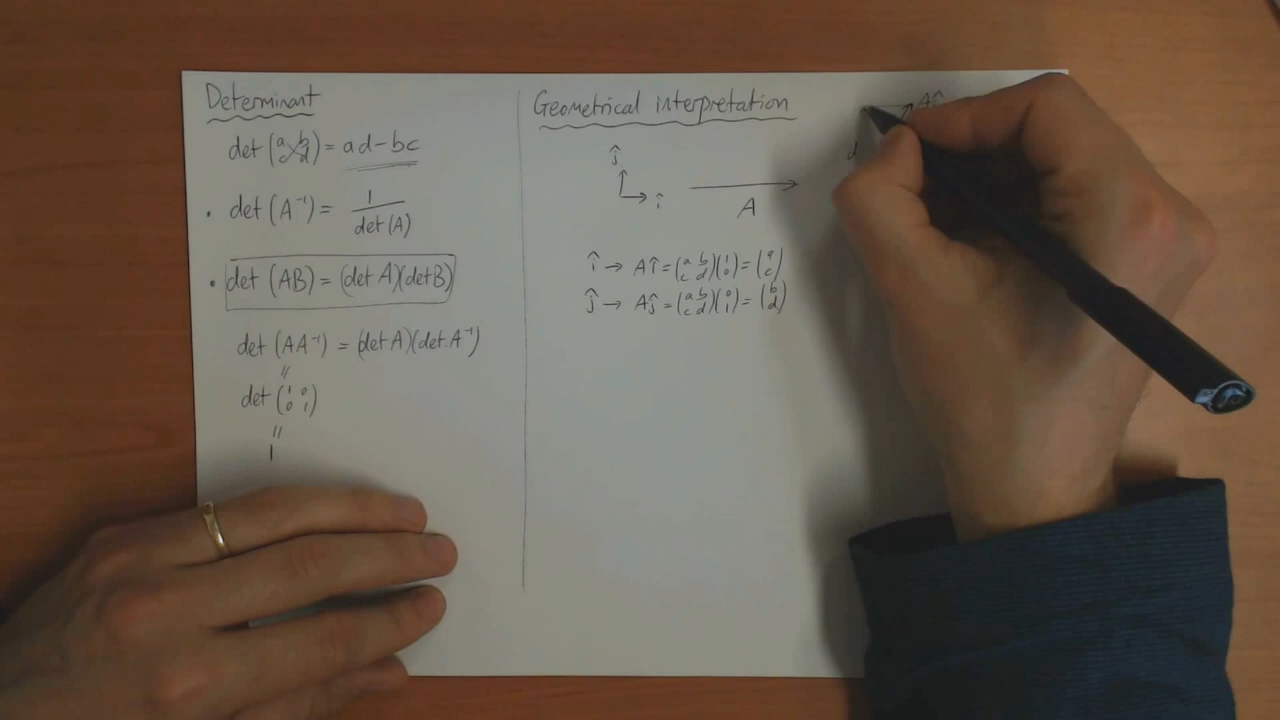 Determinant
det (a b c d) = ad-bc
• det (A⁻¹) = 1/det(A)
• det (AB) = (det A)(det B)
det (AA⁻¹) = (det A)(det A⁻¹)
=
det (1 0 0 1)
=
1
Geometrical interpretation
ĵ
î
A
î → Aî = (a b c d)(1 0) = (a c)
ĵ → Aĵ = (a b c d)(0 1) = (b d)
Aî